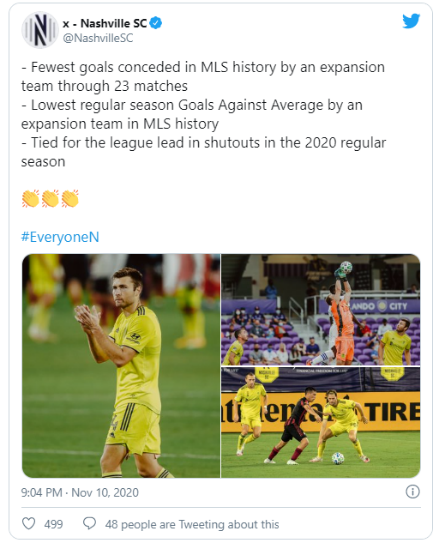 x - Nashville SC
@NashvilleSC
- Fewest goals conceded in MLS history by an expansion
team through 23 matches
- Lowest regular season Goals Against Average by an
expansion team in MLS history
- Tied for the league lead in shutouts in the 2020 regular
season
👏👏👏
#EveryoneN
CITY
TIRE
9:04 PM · Nov 10, 2020
499
48 people are Tweeting about this